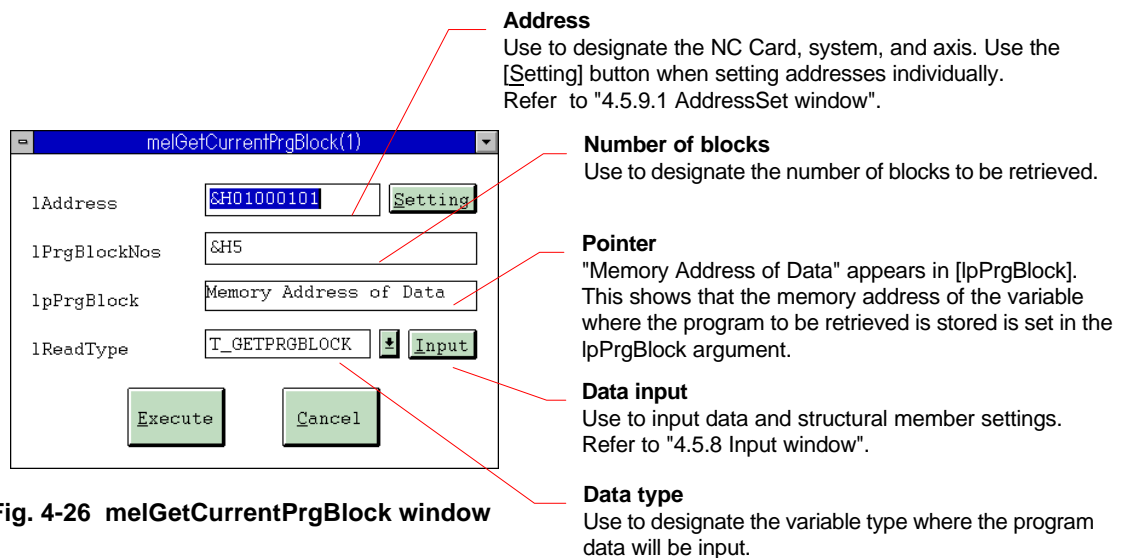 Address
Use to designate the NC Card, system, and axis. Use the
[Setting] button when setting addresses individually.
Refer to "4.5.9.1 AddressSet window".
melGetCurrentPrgBlock(1)
lAddress
&H01000101
Setting
lPrgBlockNos
&H5
lpPrgBlock
Memory Address of Data
lReadType
T_GETPRGBLOCK
Input
Execute
Cancel
Number of blocks
Use to designate the number of blocks to be retrieved.
Pointer
"Memory Address of Data" appears in [lpPrgBlock].
This shows that the memory address of the variable
where the program to be retrieved is stored is set in the
lpPrgBlock argument.
Data input
Use to input data and structural member settings.
Refer to "4.5.8 Input window".
Data type
Use to designate the variable type where the program
data will be input.
Fig. 4-26 melGetCurrentPrgBlock window